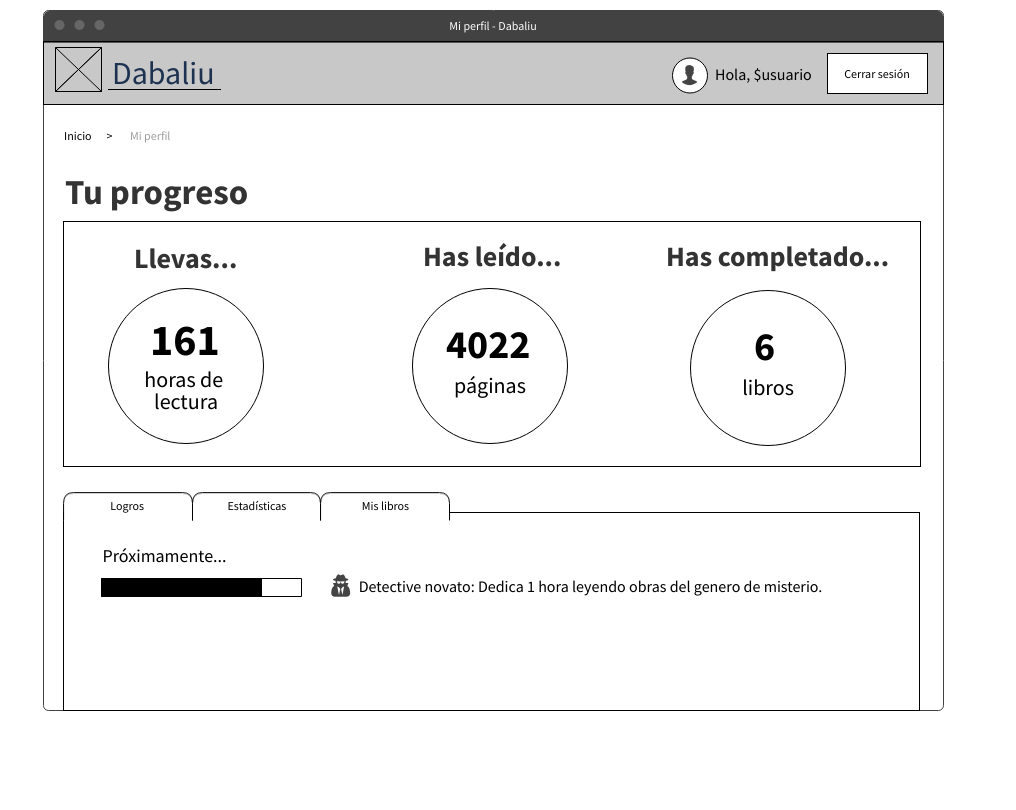 Mi perfil - Dabaliu
Dabaliu
Hola, $usuario
Cerrar sesión
Inicio > Mi perfil
Tu progreso
Llevas...
161
horas de
lectura
Has leído...
4022
páginas
Has completado...
6
libros
Logros
Estadísticas
Mis libros
Próximamente...
Detective novato: Dedica 1 hora leyendo obras del genero de misterio.